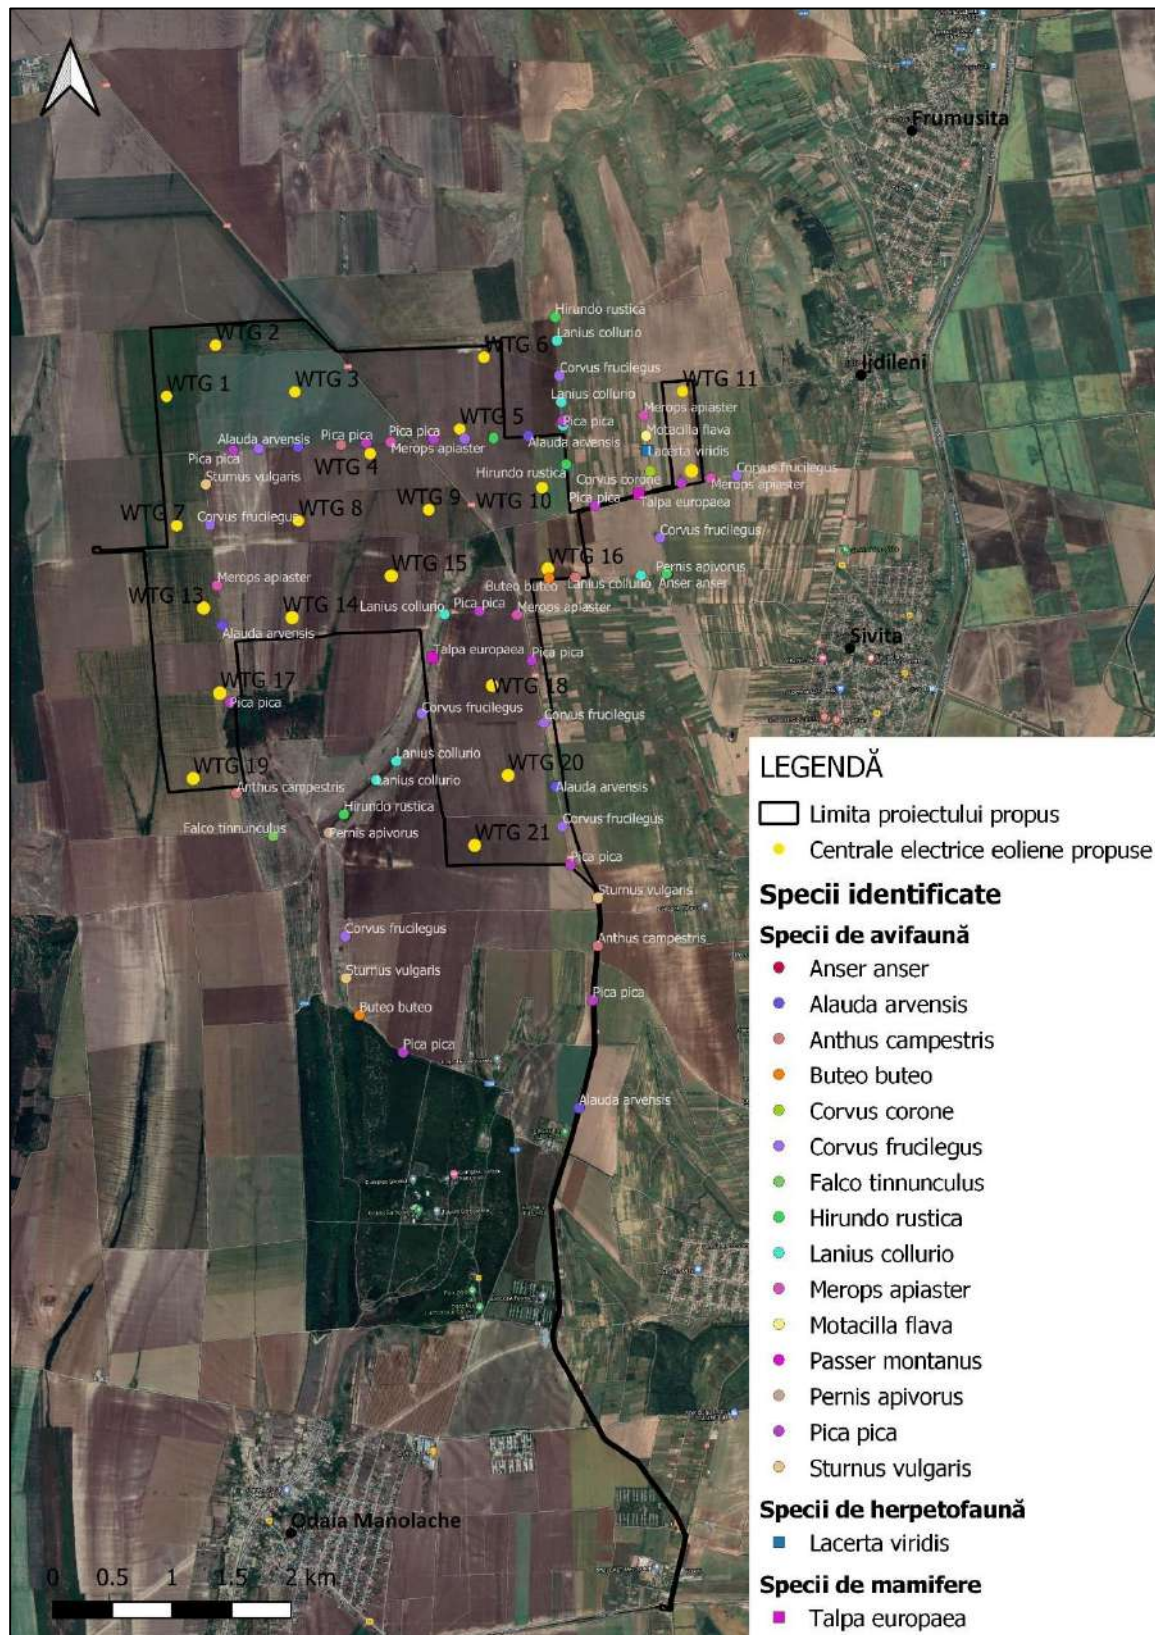 Frumusita
Ijdileni
Hirundo rustica
Lanius collurio
WTG 2
WTG 6
Corvus frucilegus
WTG 1
WTG 3
WTG 11
Lanius collurio
Merops apiaster
WTG 5
Pica pica
Alauda arvensis
Pica pica
Pica pica
Motacilla flava
Pica pica
Merops apiaster
Alauda arvensis
Lacerta viridis
WTG 4
Sturnus vulgaris
Hirundo rustica
Corvus corone
Corvus frucilegus
Merops apiaster
WTG 9
WTG 10
Pica pica
Talpa europaea
WTG 7
Corvus frucilegus
WTG 8
Corvus frucilegus
WTG 15
WTG 16
Pernis apivorus
Merops apiaster
Buteo buteo
Lanius collurio
Anser anser
WTG 13
WTG 14
Lanius collurio
Pica pica
Merops apiaster
Alauda arvensis
Sivita
Talpa europaea
Pica pica
WTG 17
WTG 18
Pica pica
Corvus frucilegus
Corvus frucilegus
WTG 19
Lanius collurio
WTG 20
Lanius collurio
Anthus campestris
Alauda arvensis
Hirundo rustica
Falco tinnunculus
Pernis apivorus
Corvus frucilegus
WTG 21
Pica pica
Sturnus vulgaris
Corvus frucilegus
Anthus campestris
Sturnus vulgaris
Pica pica
Buteo buteo
Pica pica
Alauda arvensis
Odaia Manolache
0 0.5 1 1.5 2 km
LEGENDĂ
Limita proiectului propus
Centrale electrice eoliene propuse
Specii identificate
Specii de avifaună
Anser anser
Alauda arvensis
Anthus campestris
Buteo buteo
Corvus corone
Corvus frucilegus
Falco tinnunculus
Hirundo rustica
Lanius collurio
Merops apiaster
Motacilla flava
Passer montanus
Pernis apivorus
Pica pica
Sturnus vulgaris
Specii de herpetofaună
Lacerta viridis
Specii de mamifere
Talpa europaea